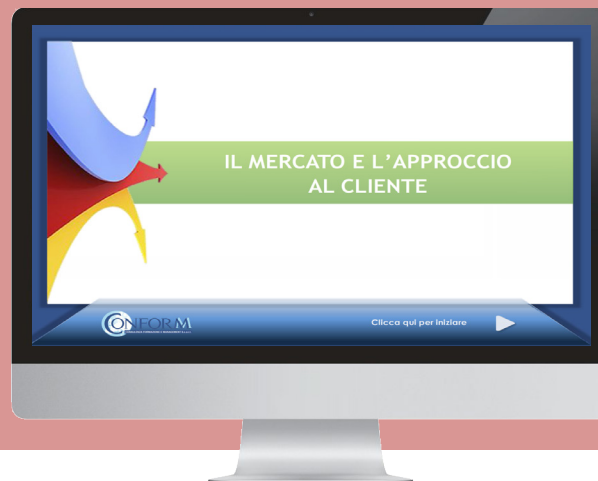 IL MERCATO E L’APPROCCIO
AL CLIENTE
CONFORM
Clicca qui per iniziare